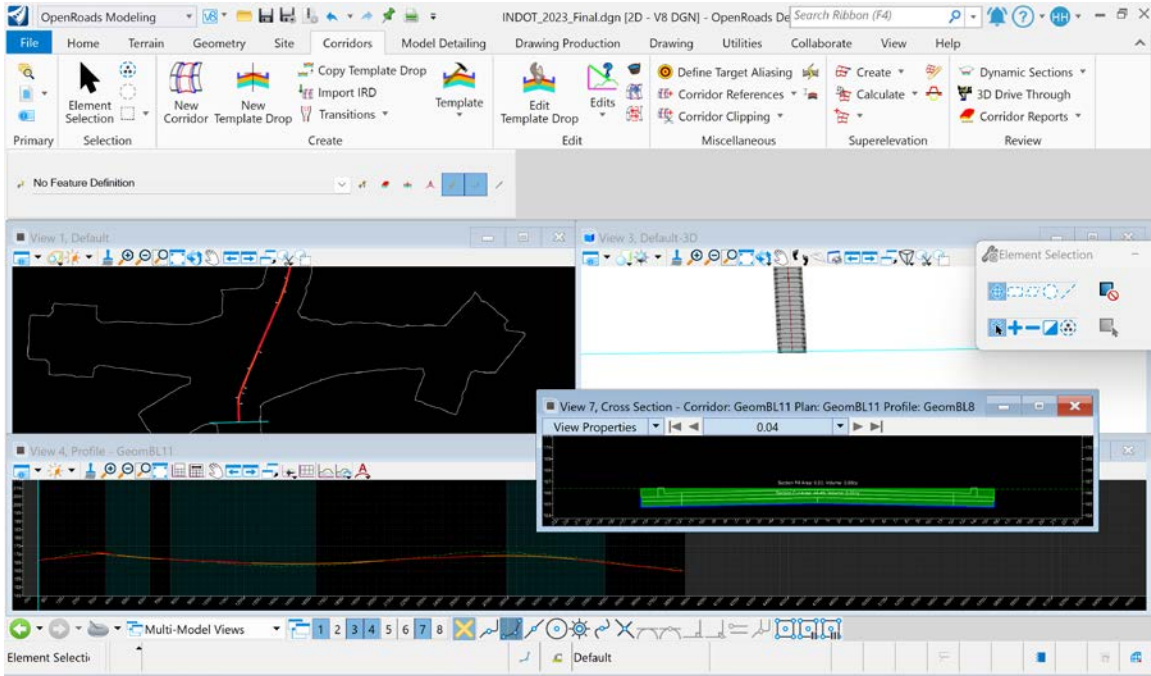 OpenRoads Modeling
INDOT_2023_Final.dgn [2D - V8 DGN] - OpenRoads De
Search Ribbon (F4)
HH
File Home Terrain Geometry Site Corridors Model Detailing Drawing Production Drawing Utilities Collaborate View Help
Element Selection
New Corridor
New Template Drop
Copy Template Drop
Import IRD
Transitions
Template
Edit Template Drop
Edits
Define Target Aliasing
Corridor References
Corridor Clipping
Create
Calculate
Dynamic Sections
3D Drive Through
Corridor Reports
Primary Selection Create Edit Miscellaneous Superelevation Review
No Feature Definition
View 1, Default
View 3, Default-3D
Element Selection
View 7, Cross Section - Corridor: GeomBL11 Plan: GeomBL11 Profile: GeomBL8
View Properties 0.04
View 4, Profile - GeomBL11
Multi-Model Views 1 2 3 4 5 6 7 8
Element Selecti
Default